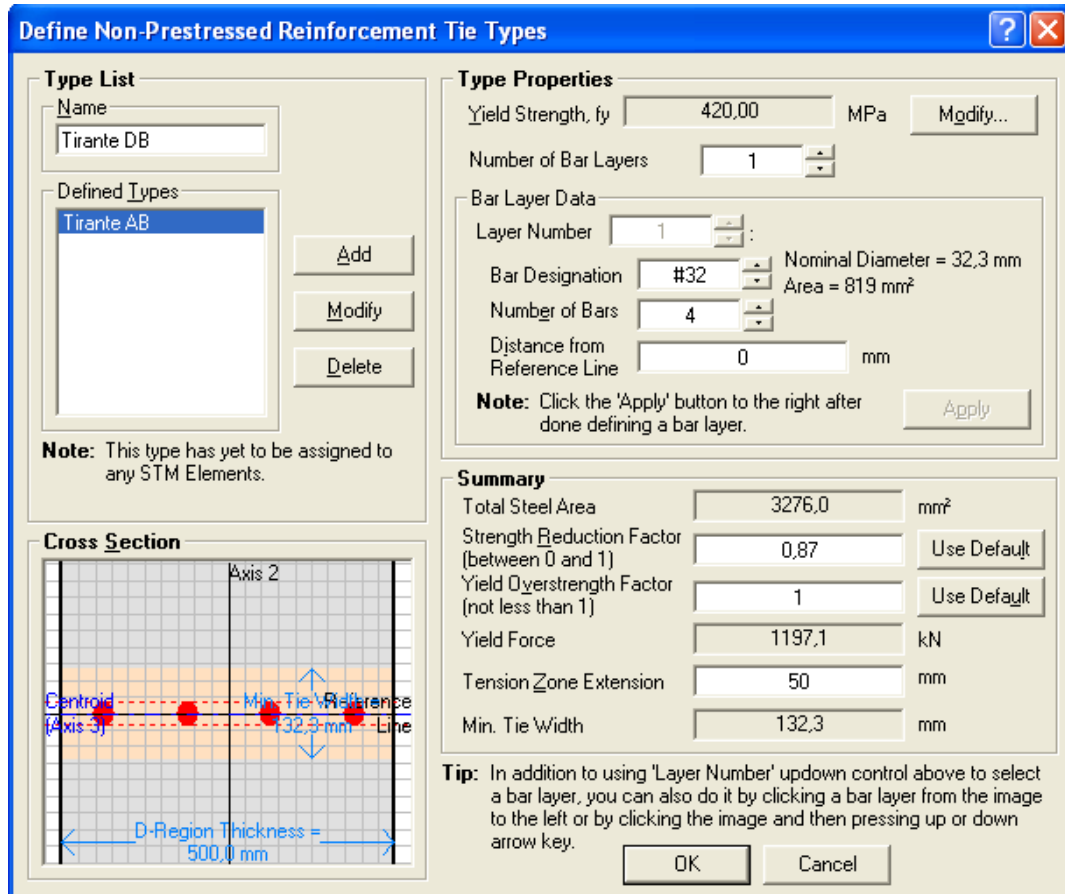 Define Non-Prestressed Reinforcement Tie Types
Type List
Name
Tirante DB
Defined Types
Tirante AB
Add
Modify
Delete
Note: This type has yet to be assigned to
any STM Elements.
Cross Section
Axis 2
Centroid
(Axis 3)
Min. Tie Width =
132,3 mm
Reference
Line
D-Region Thickness =
500,0 mm
Type Properties
Yield Strength, fy 420,00 MPa Modify...
Number of Bar Layers 1
Bar Layer Data
Layer Number 1 :
Bar Designation #32
Nominal Diameter = 32,3 mm
Area = 819 mm²
Number of Bars 4
Distance from
Reference Line 0 mm
Note: Click the 'Apply' button to the right after
done defining a bar layer.
Apply
Summary
Total Steel Area 3276,0 mm²
Strength Reduction Factor
(between 0 and 1) 0,87 Use Default
Yield Overstrength Factor
(not less than 1) 1 Use Default
Yield Force 1197,1 kN
Tension Zone Extension 50 mm
Min. Tie Width 132,3 mm
Tip: In addition to using 'Layer Number' updown control above to select
a bar layer, you can also do it by clicking a bar layer from the image
to the left or by clicking the image and then pressing up or down
arrow key.
OK Cancel